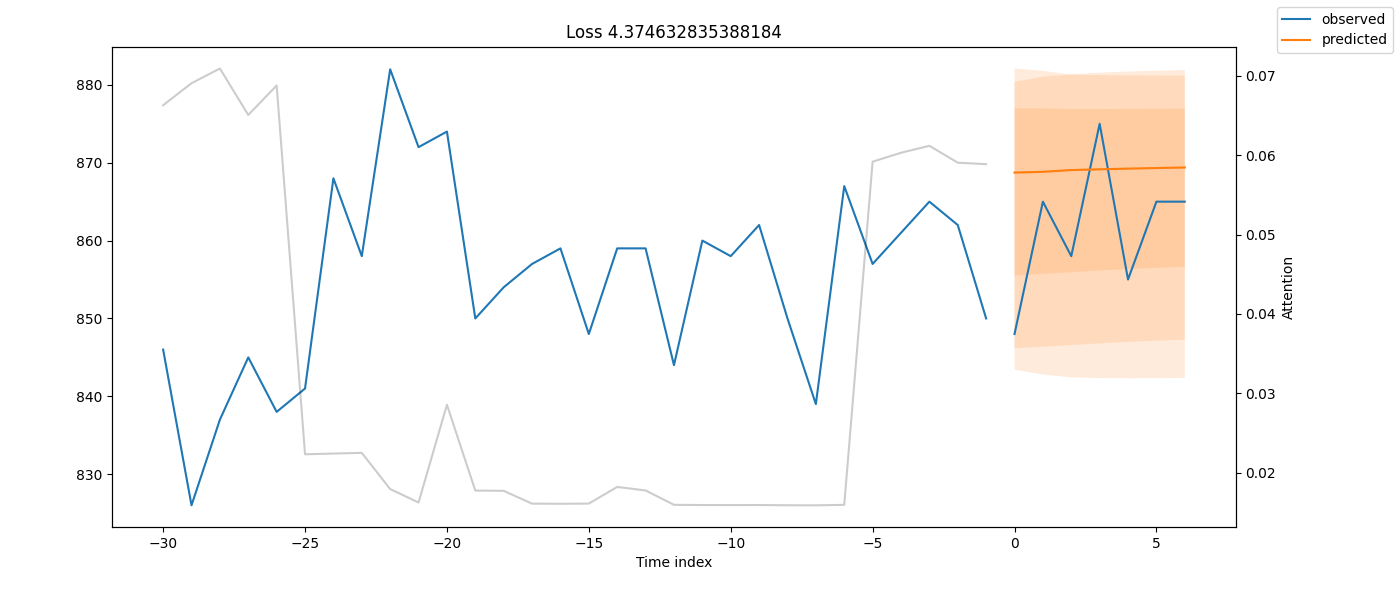 Loss 4.374632835388184
observed
predicted
880
870
860
850
840
830
0.07
0.06
0.05
0.04
0.03
0.02
Attention
−30 −25 −20 −15 −10 −5 0 5
Time index